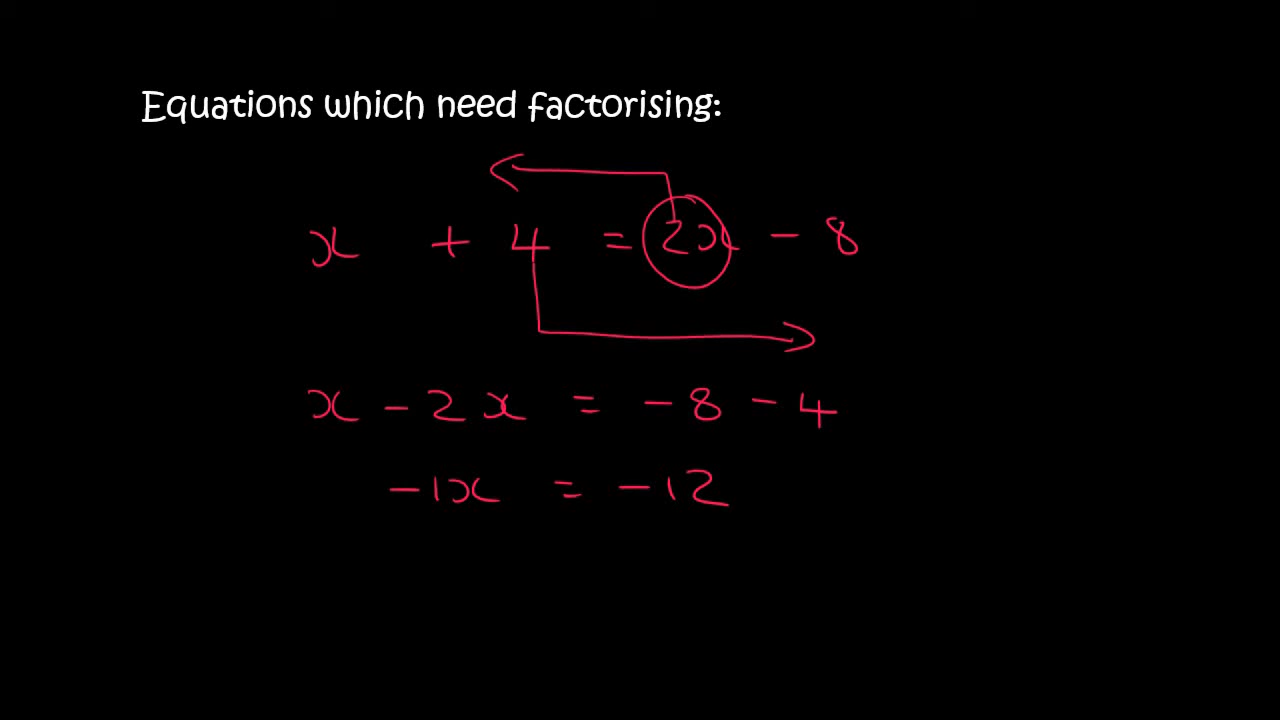 Equations which need factorising:
x + 4 = 2x - 8
x - 2x = -8 - 4
-1x = -12